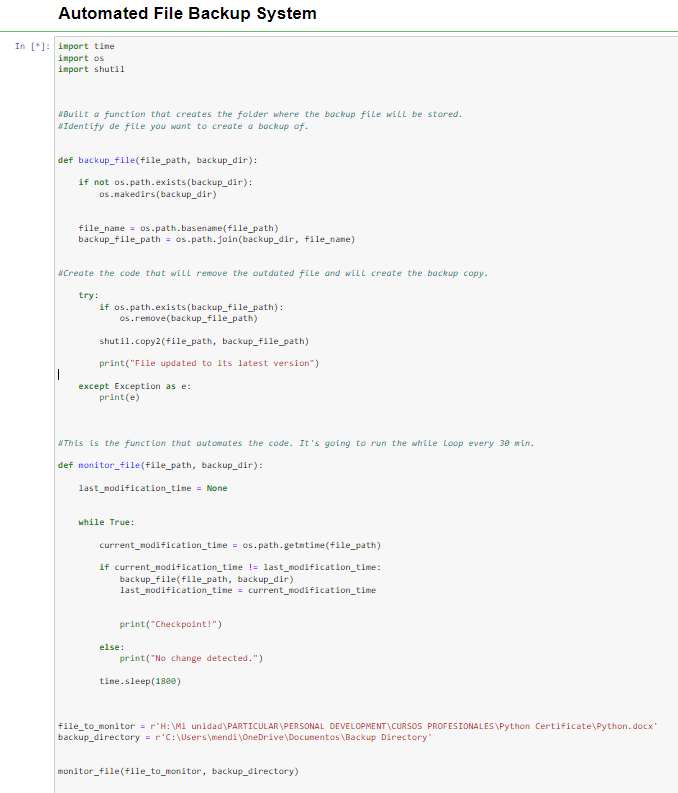 Automated File Backup System
In [*]: import time
import os
import shutil
#Built a function that creates the folder where the backup file will be stored.
#Identify de file you want to create a backup of.
def backup_file(file_path, backup_dir):
    if not os.path.exists(backup_dir):
        os.makedirs(backup_dir)
    file_name = os.path.basename(file_path)
    backup_file_path = os.path.join(backup_dir, file_name)
#Create the code that will remove the outdated file and will create the backup copy.
    try:
        if os.path.exists(backup_file_path):
            os.remove(backup_file_path)
        shutil.copy2(file_path, backup_file_path)
        print("File updated to its latest version")
    except Exception as e:
        print(e)
#This is the function that automates the code. It's going to run the while loop every 30 min.
def monitor_file(file_path, backup_dir):
    last_modification_time = None
    while True:
        current_modification_time = os.path.getmtime(file_path)
        if current_modification_time != last_modification_time:
            backup_file(file_path, backup_dir)
            last_modification_time = current_modification_time
            print("Checkpoint!")
        else:
            print("No change detected.")
        time.sleep(1800)
file_to_monitor = r'H:\Mi unidad\PARTICULAR\PERSONAL DEVELOPMENT\CURSOS PROFESIONALES\Python Certificate\Python.docx'
backup_directory = r'C:\Users\mendi\OneDrive\Documentos\Backup Directory'
monitor_file(file_to_monitor, backup_directory)